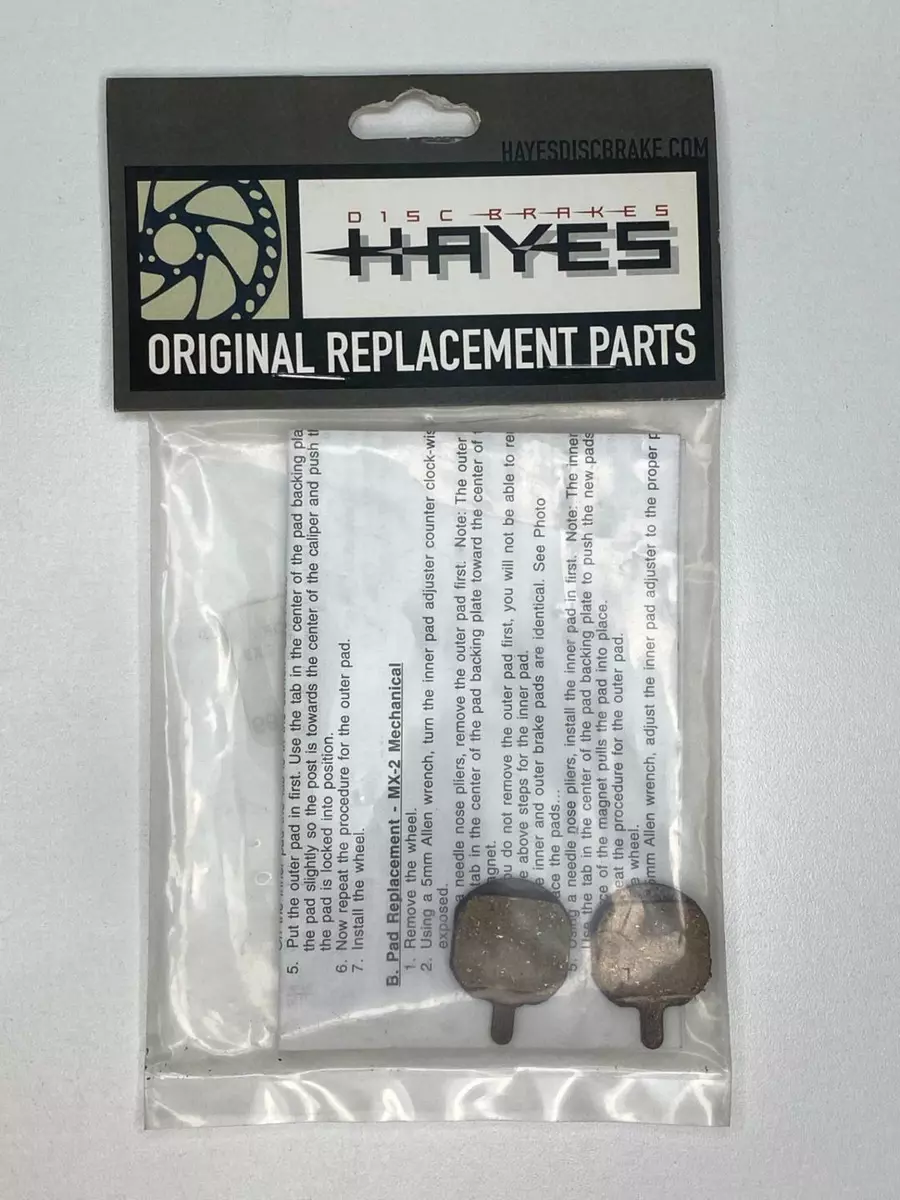 HAYESDISCBRAKE.COM
DISC BRAKES
HAYES
ORIGINAL REPLACEMENT PARTS
5. Put the outer pad in first. Use the tab in the center of the pad backing pla
the pad slightly so the post is towards the center of the caliper and push t
the pad is locked into position.
6. Now repeat the procedure for the outer pad.
7. Install the wheel.
B. Pad Replacement - MX-2 Mechanical
1. Remove the wheel.
2. Using a 5mm Allen wrench, turn the inner pad adjuster counter clock-wis
exposed.
a needle nose pliers, remove the outer pad first. Note: The outer
tab in the center of the pad backing plate toward the center of
gnet.
ou do not remove the outer pad first, you will not be able to re
e above steps for the inner pad.
e inner and outer brake pads are identical. See Photo
ace the pads...
5. Using a needle nose pliers, install the inner pad in first. Note: The inner
Use the tab in the center of the pad backing plate to push the new pads
ce of the magnet pulls the pad into place.
eat the procedure for the outer pad.
e wheel.
5mm Allen wrench, adjust the inner pad adjuster to the proper p